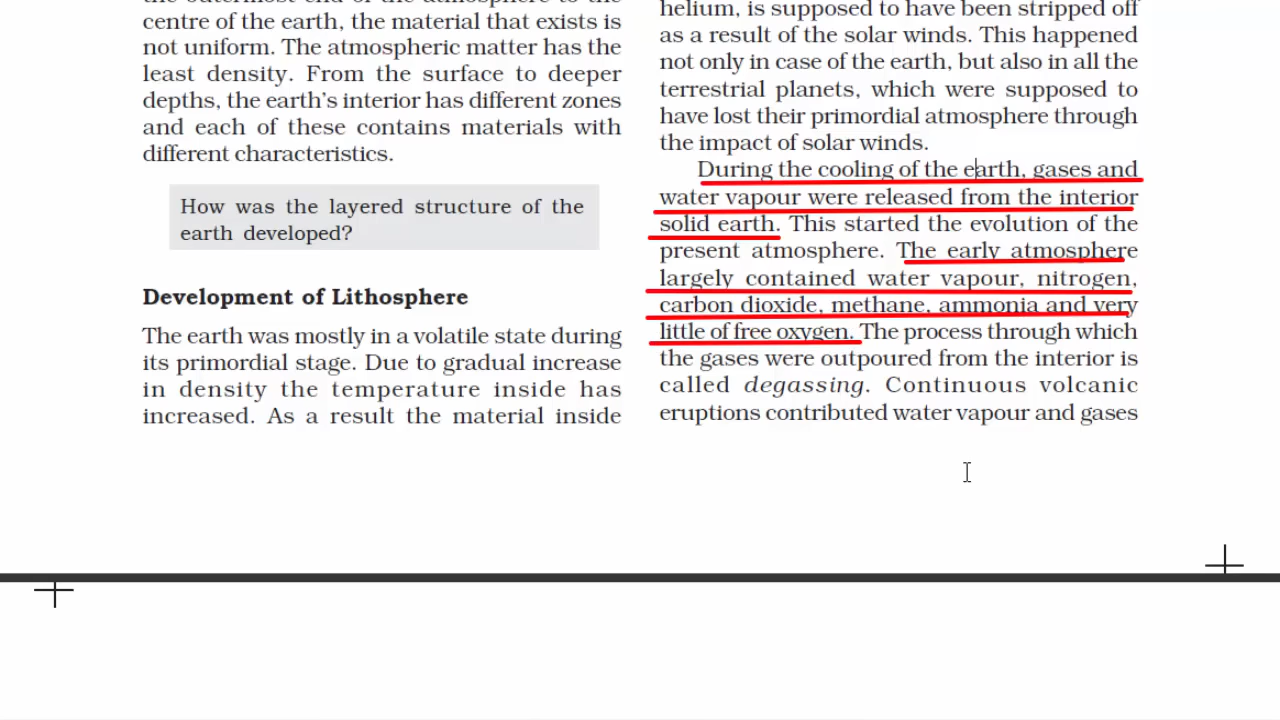 the outermost end of the atmosphere to the
centre of the earth, the material that exists is
not uniform. The atmospheric matter has the
least density. From the surface to deeper
depths, the earth's interior has different zones
and each of these contains materials with
different characteristics.
How was the layered structure of the
earth developed?
Development of Lithosphere
The earth was mostly in a volatile state during
its primordial stage. Due to gradual increase
in density the temperature inside has
increased. As a result the material inside
helium, is supposed to have been stripped off
as a result of the solar winds. This happened
not only in case of the earth, but also in all the
terrestrial planets, which were supposed to
have lost their primordial atmosphere through
the impact of solar winds.
During the cooling of the earth, gases and
water vapour were released from the interior
solid earth. This started the evolution of the
present atmosphere. The early atmosphere
largely contained water vapour, nitrogen,
carbon dioxide, methane, ammonia and very
little of free oxygen. The process through which
the gases were outpoured from the interior is
called degassing. Continuous volcanic
eruptions contributed water vapour and gases